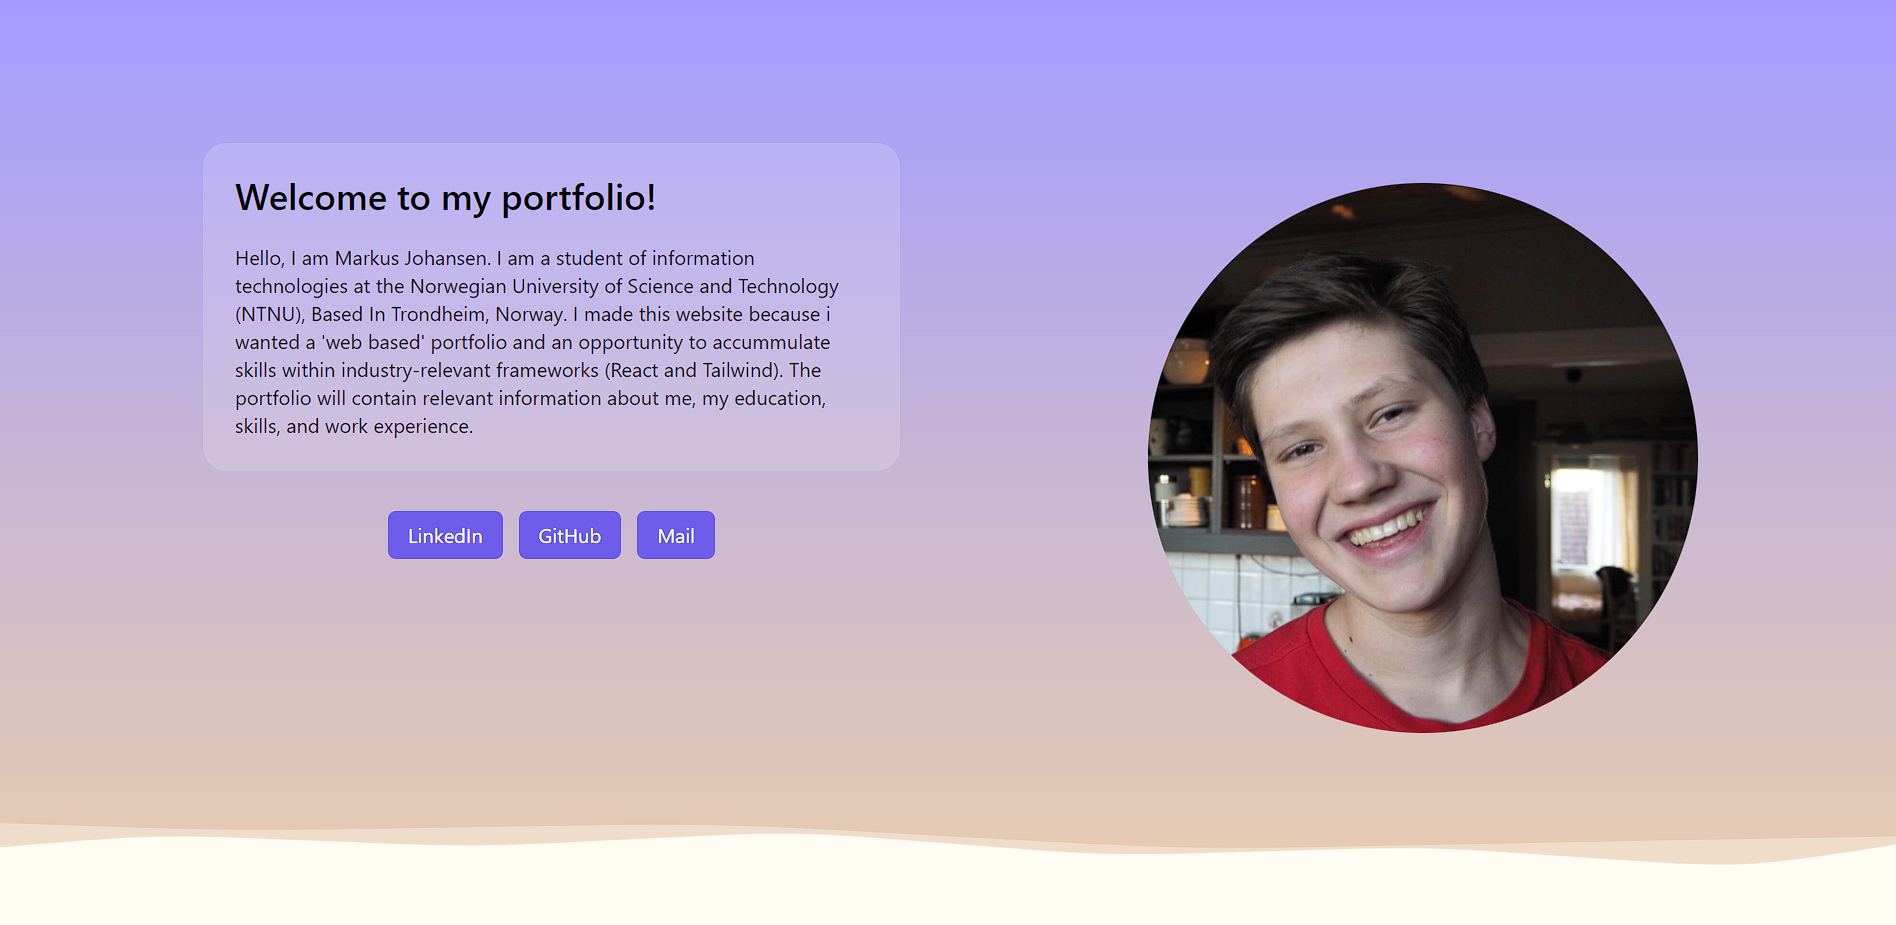 Welcome to my portfolio!
Hello, I am Markus Johansen. I am a student of information
technologies at the Norwegian University of Science and Technology
(NTNU), Based In Trondheim, Norway. I made this website because i
wanted a 'web based' portfolio and an opportunity to accummulate
skills within industry-relevant frameworks (React and Tailwind). The
portfolio will contain relevant information about me, my education,
skills, and work experience.
LinkedIn
GitHub
Mail